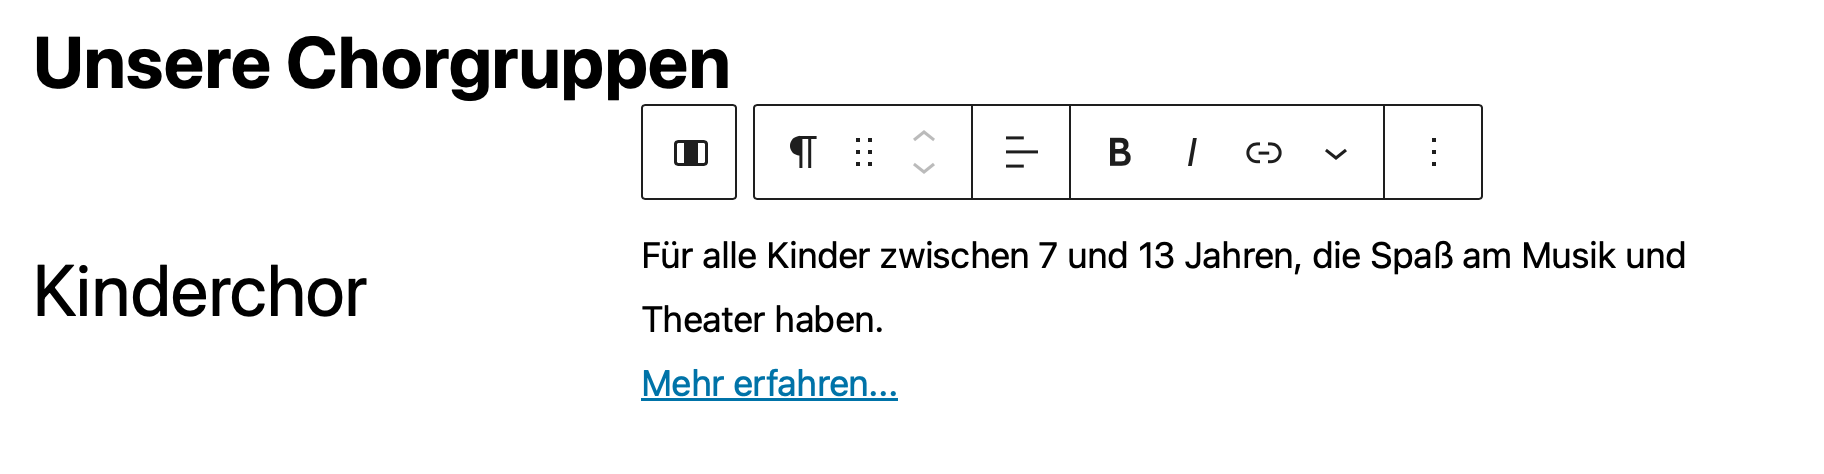 Unsere Chorgruppen
B I
Kinderchor
Für alle Kinder zwischen 7 und 13 Jahren, die Spaß am Musik und
Theater haben.
Mehr erfahren...